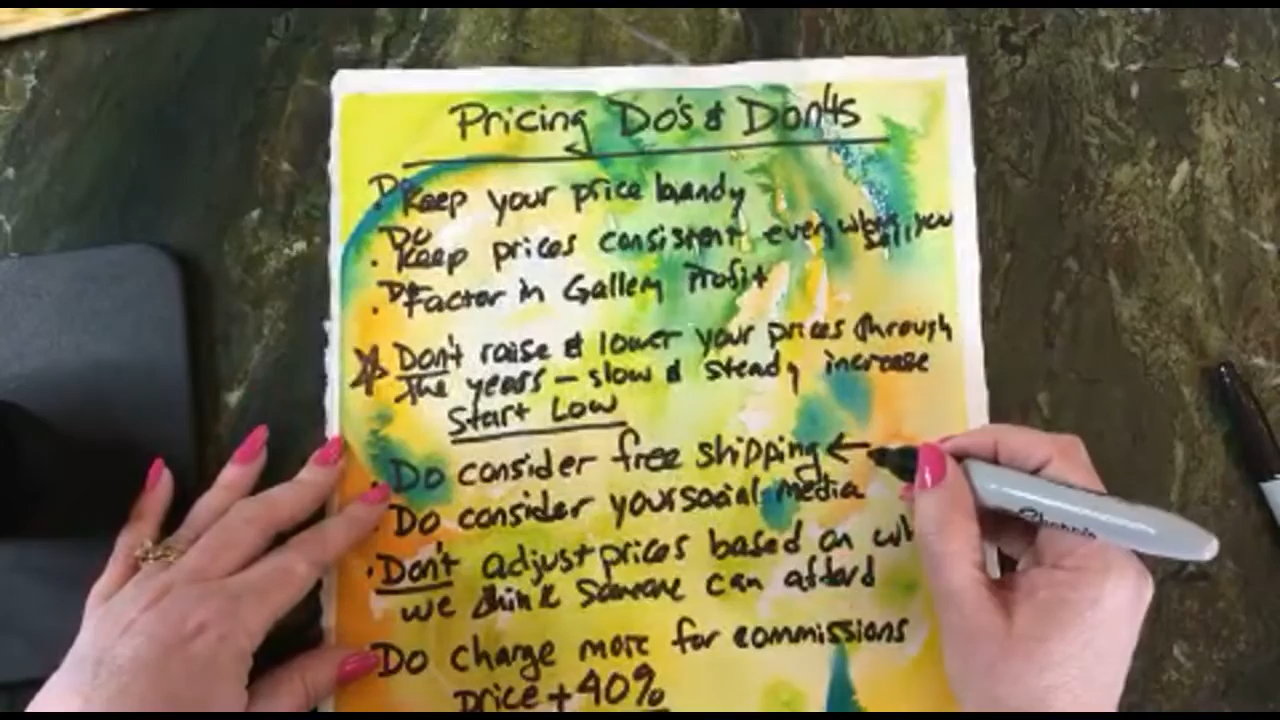 Pricing Do's & Don'ts
Do Keep your price handy
Do
. Keep prices consistent everywhere you
sell
. Do Factor in Gallery Profit
Don't raise & lower your prices through
the years – slow & steady increase
Start Low
. Do consider free shipping ←
Do consider your social media
. Don't adjust prices based on
we think someone can afford
Do charge more for commissions
price + 40%
Sharpie